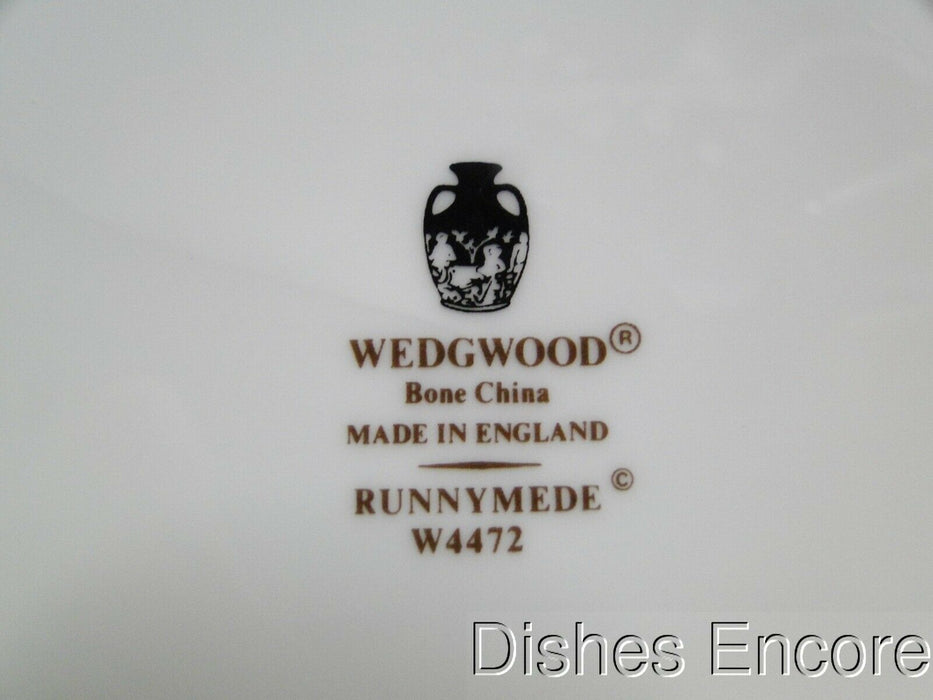 WEDGWOOD®
Bone China
MADE IN ENGLAND
RUNNYMEDE ©
W4472
Dishes Encore